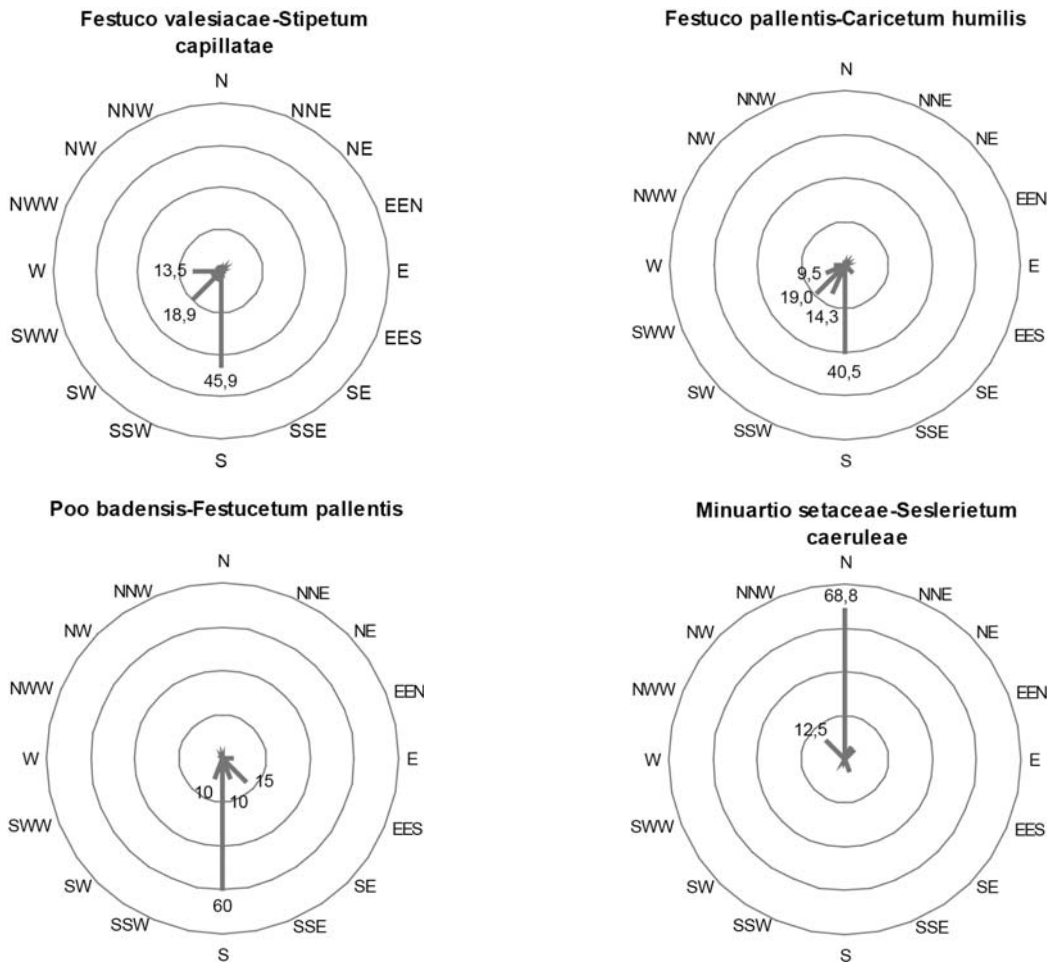 Festuco valesiacae-Stipetum
capillatae
N
NNW
NNE
NW
NE
NWW
EEN
W
13,5
E
18,9
SWW
EES
45,9
SW
SE
SSW
SSE
S
Festuco pallentis-Caricetum humilis
N
NNW
NNE
NW
NE
NWW
EEN
W
9,5
E
19,0
14,3
SWW
EES
40,5
SW
SE
SSW
SSE
S
Poo badensis-Festucetum pallentis
N
NNW
NNE
NW
NE
NWW
EEN
W
E
15
10
10
SWW
EES
SW
SE
60
SSW
SSE
S
Minuartio setaceae-Seslerietum
caeruleae
N
68,8
NNW
NNE
NW
NE
NWW
EEN
12,5
W
E
SWW
EES
SW
SE
SSW
SSE
S